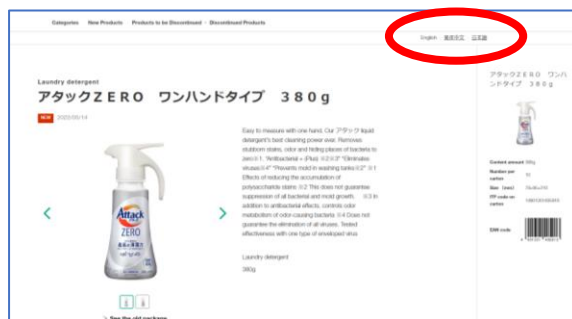 Categories New Products Products to be Discontinued · Discontinued Products
English 简体中文 日本語
Laundry detergent
アタックＺＥＲＯ ワンハンドタイプ ３８０ｇ
NEW 2023/08/14
Easy to measure with one hand. Our アタック liquid
detergent's best cleaning power ever. Removes
stubborn stains, odor and hiding places of bacteria to
zero※1. "Antibacterial + (Plus) ※2※3" "Eliminates
viruses※4" "Prevents mold in washing tanks※2" ※1
Effects of reducing the accumulation of
polysaccharide stains ※2 This does not guarantee
suppression of all bacterial and mold growth. ※3 In
addition to antibacterial effects, controls odor
metabolism of odor-causing bacteria ※4 Does not
guarantee the elimination of all viruses. Tested
effectiveness with one type of enveloped virus
Laundry detergent
380g
Attack
ZERO
> See the old package
アタックＺＥＲＯ ワンハ
ンドタイプ ３８０ｇ
Content amount 380g
Number per
carton
Size (mm)
ITF code on
carton
EAN code